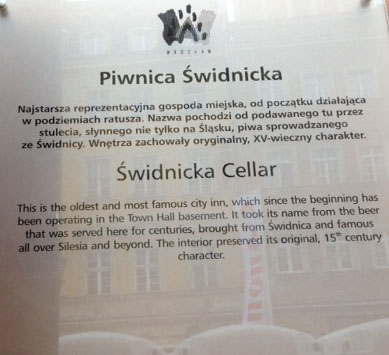 WROCŁAW
Piwnica Świdnicka
Najstarsza reprezentacyjna gospoda miejska, od początku działająca
w podziemiach ratusza. Nazwa pochodzi od podawanego tu przez
stulecia, słynnego nie tylko na Śląsku, piwa sprowadzanego
ze Świdnicy. Wnętrza zachowały oryginalny, XV-wieczny charakter.
Świdnicka Cellar
This is the oldest and most famous city inn, which since the beginning has
been operating in the Town Hall basement. It took its name from the beer
that was served here for centuries, brought from Świdnica and famous
all over Silesia and beyond. The interior preserved its original, 15th century
character.